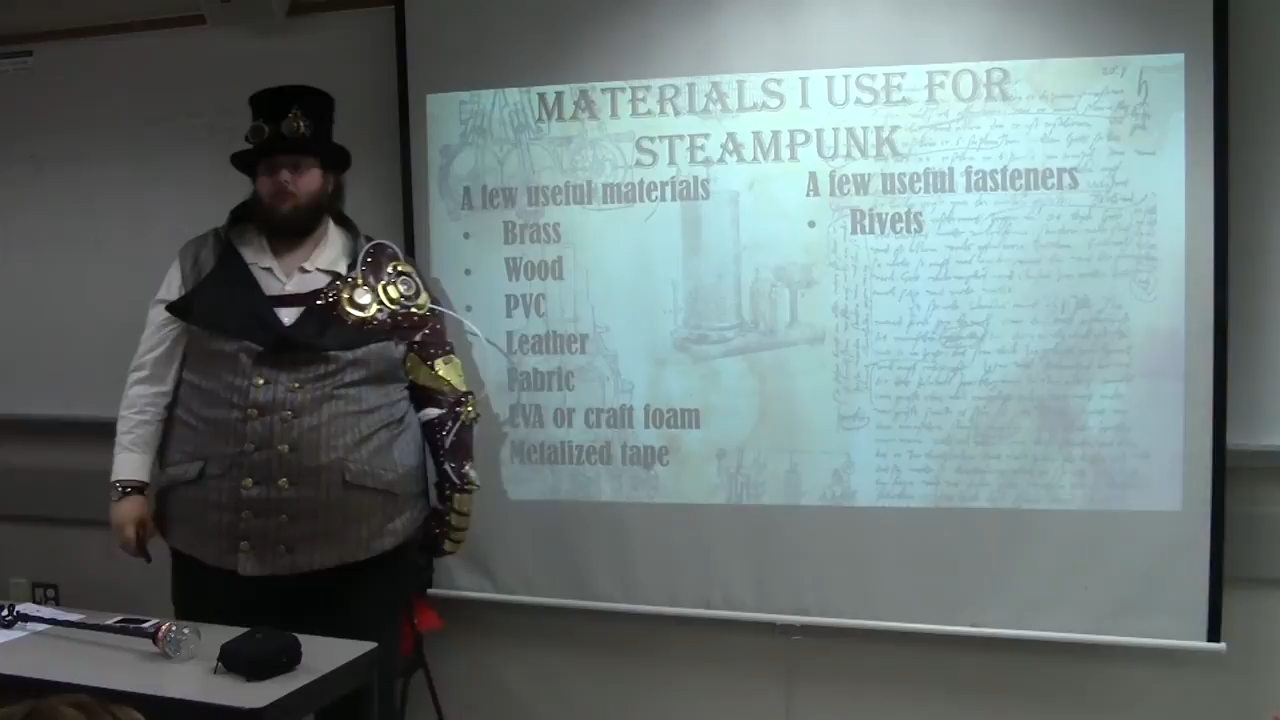 MATERIALS I USE FOR
STEAMPUNK
A few useful materials
• Brass
• Wood
• PVC
Leather
Fabric
EVA or craft foam
Metalized tape
A few useful fasteners
• Rivets